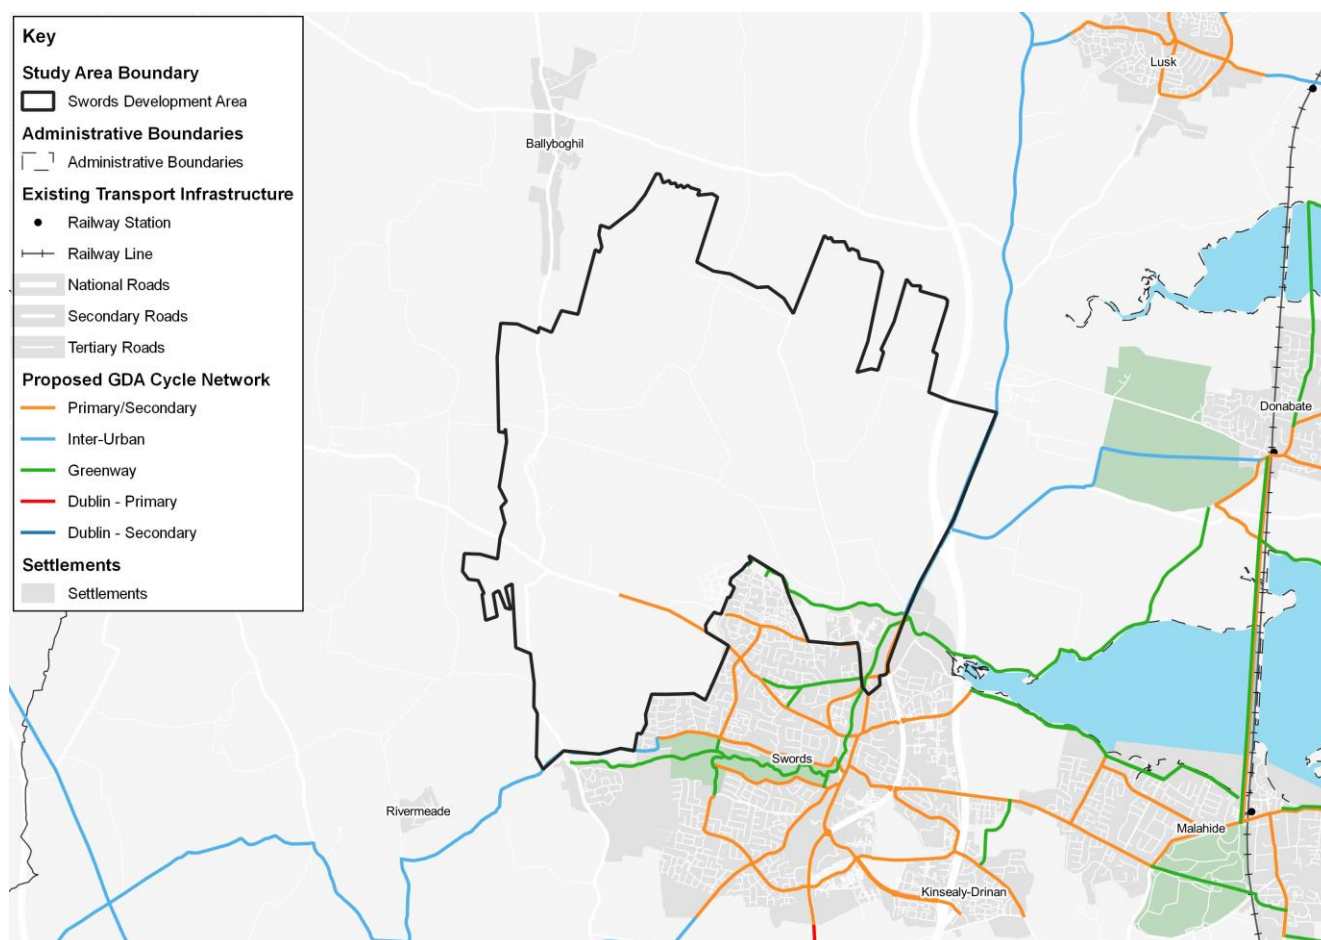 Key
Study Area Boundary
Swords Development Area
Administrative Boundaries
Administrative Boundaries
Existing Transport Infrastructure
Railway Station
Railway Line
National Roads
Secondary Roads
Tertiary Roads
Proposed GDA Cycle Network
Primary/Secondary
Inter-Urban
Greenway
Dublin - Primary
Dublin - Secondary
Settlements
Settlements
Lusk
Ballyboghil
Donabate
Swords
Rivermeade
Malahide
Kinsealy-Drinan